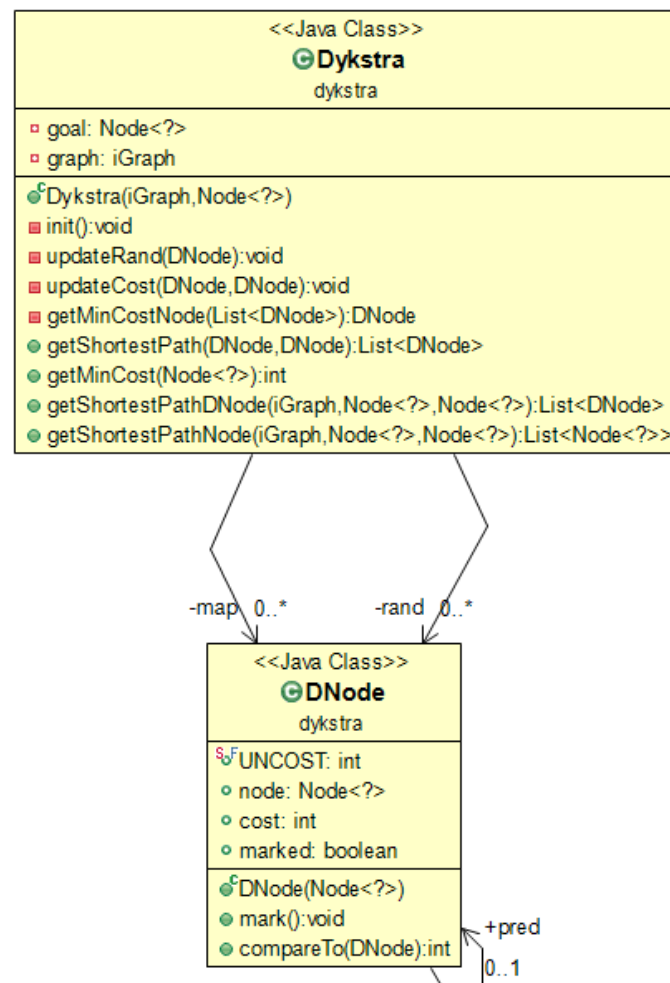 <<Java Class>>
Dykstra
dykstra
goal: Node<?>
graph: iGraph
Dykstra(iGraph,Node<?>)
init():void
updateRand(DNode):void
updateCost(DNode,DNode):void
getMinCostNode(List<DNode>):DNode
getShortestPath(DNode,DNode):List<DNode>
getMinCost(Node<?>):int
getShortestPathDNode(iGraph,Node<?>,Node<?>):List<DNode>
getShortestPathNode(iGraph,Node<?>,Node<?>):List<Node<?>>
-map 0..* -rand 0..*
<<Java Class>>
DNode
dykstra
UNCOST: int
node: Node<?>
cost: int
marked: boolean
DNode(Node<?>)
mark():void
compareTo(DNode):int
+pred
0..1